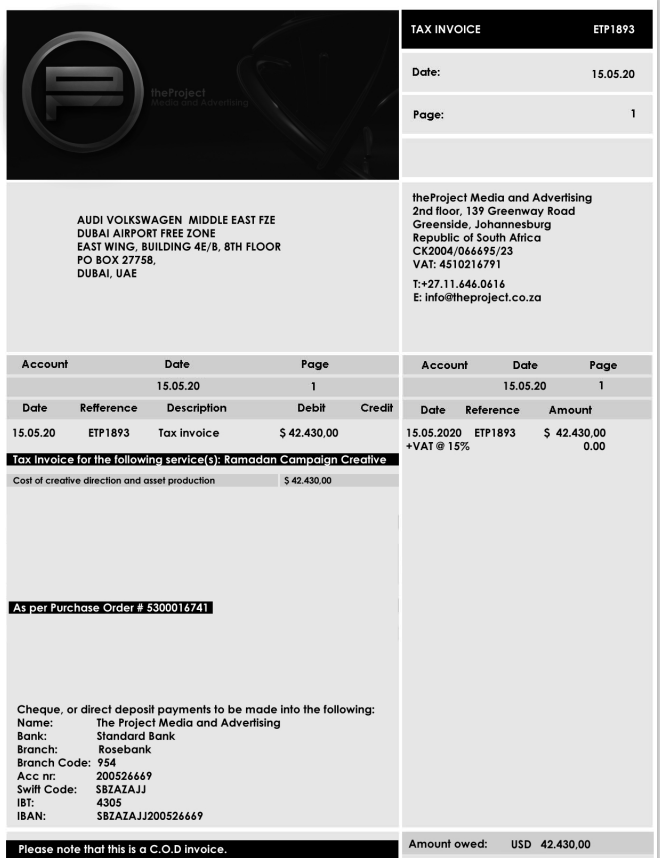 TAX INVOICE ETP1893
Date: 15.05.20
Page: 1
theProject
Media and Advertising
AUDI VOLKSWAGEN MIDDLE EAST FZE
DUBAI AIRPORT FREE ZONE
EAST WING, BUILDING 4E/B, 8TH FLOOR
PO BOX 27758,
DUBAI, UAE
theProject Media and Advertising
2nd floor, 139 Greenway Road
Greenside, Johannesburg
Republic of South Africa
CK2004/066695/23
VAT: 4510216791
T:+27.11.646.0616
E: info@theproject.co.za
Account Date Page
15.05.20 1
Date Refference Description Debit Credit
15.05.20 ETP1893 Tax invoice $ 42.430,00
Tax Invoice for the following service(s): Ramadan Campaign Creative
Cost of creative direction and asset production $ 42.430,00
As per Purchase Order # 5300016741
Cheque, or direct deposit payments to be made into the following:
Name: The Project Media and Advertising
Bank: Standard Bank
Branch: Rosebank
Branch Code: 954
Acc nr: 200526669
Swift Code: SBZAZAJJ
IBT: 4305
IBAN: SBZAZAJJ200526669
Please note that this is a C.O.D invoice.
Account Date Page
15.05.20 1
Date Reference Amount
15.05.2020 ETP1893 $ 42.430,00
+VAT @ 15% 0.00
Amount owed: USD 42.430,00